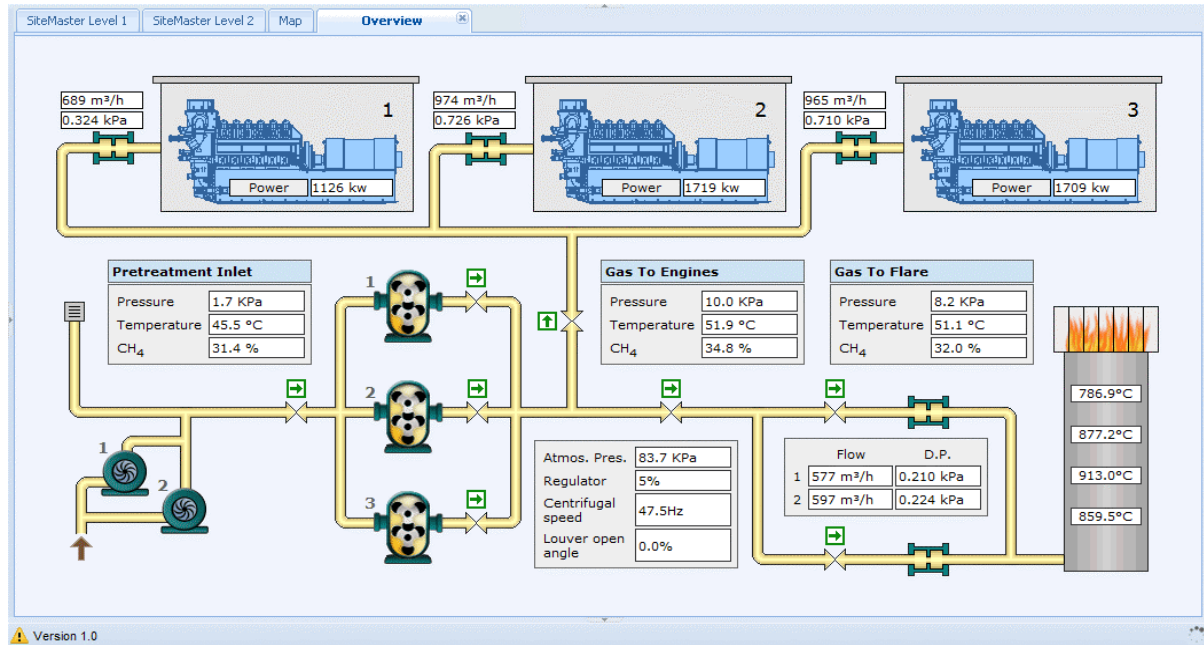 SiteMaster Level 1 SiteMaster Level 2 Map Overview
689 m³/h
0.324 kPa
1
Power 1126 kw
974 m³/h
0.726 kPa
2
Power 1719 kw
965 m³/h
0.710 kPa
3
Power 1709 kw
Pretreatment Inlet
Pressure 1.7 KPa
Temperature 45.5 °C
CH4 31.4 %
1
2
3
Gas To Engines
Pressure 10.0 KPa
Temperature 51.9 °C
CH4 34.8 %
Gas To Flare
Pressure 8.2 KPa
Temperature 51.1 °C
CH4 32.0 %
1
2
Atmos. Pres. 83.7 KPa
Regulator 5%
Centrifugal
speed 47.5Hz
Louver open
angle 0.0%
Flow D.P.
1 577 m³/h 0.210 kPa
2 597 m³/h 0.224 kPa
786.9°C
877.2°C
913.0°C
859.5°C
Version 1.0